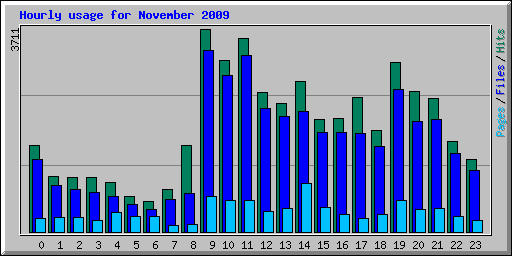 Hourly usage for November 2009
3711
Pages/Files/Hits
0 1 2 3 4 5 6 7 8 9 10 11 12 13 14 15 16 17 18 19 20 21 22 23